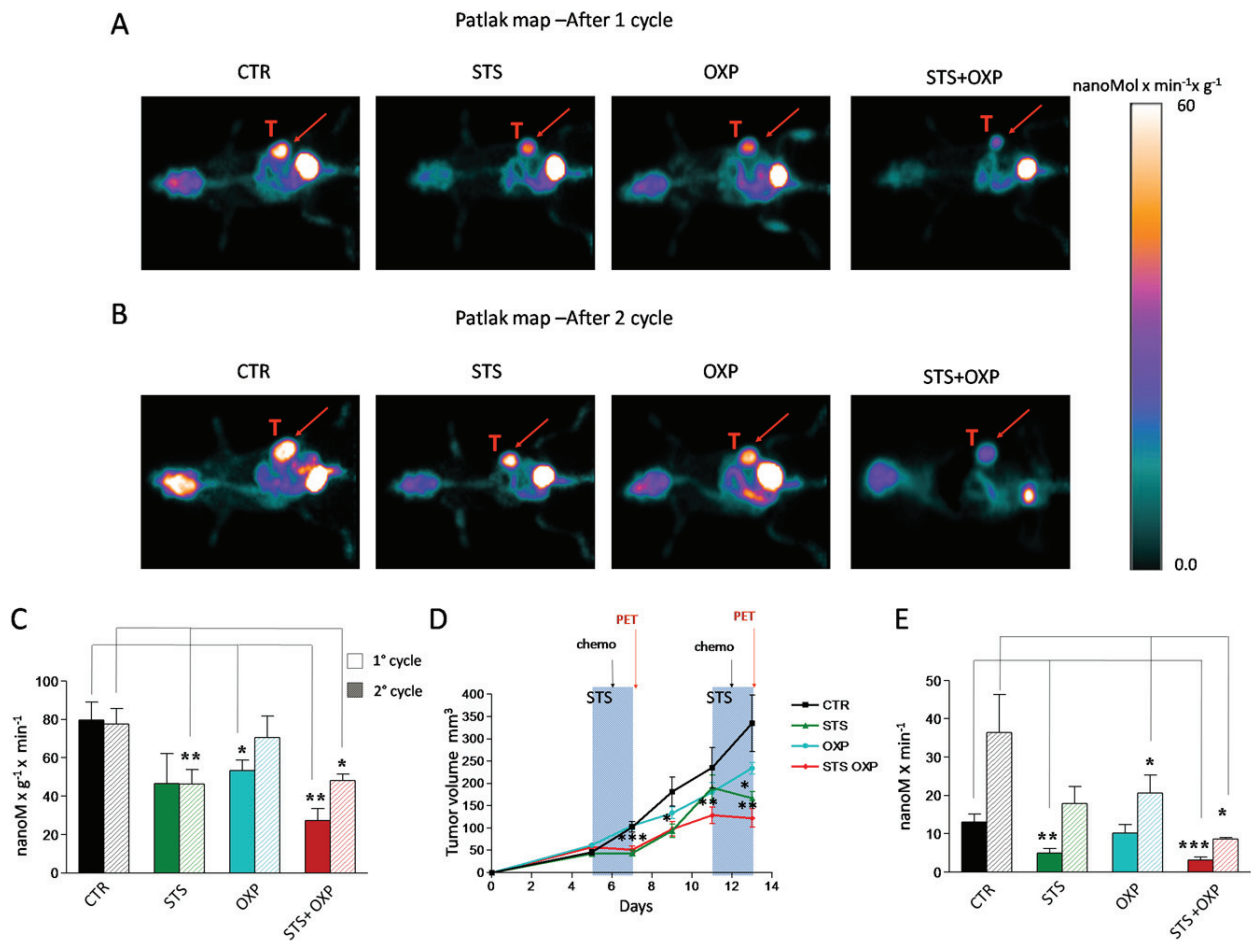 A
Patlak map –After 1 cycle
CTR
STS
OXP
STS+OXP
nanoMol x min⁻¹x g⁻¹
60
T
T
T
T
B
Patlak map –After 2 cycle
CTR
STS
OXP
STS+OXP
T
T
T
T
0.0
C
1° cycle
2° cycle
nanoM x g⁻¹ x min⁻¹
100
80
60
40
20
0
**
*
**
*
CTR
STS
OXP
STS+ OXP
D
PET
PET
chemo
chemo
STS
STS
Tumor volume mm³
400
350
300
250
200
150
100
50
0
***
*
**
*
**
0
2
4
6
8
10
12
14
Days
CTR
STS
OXP
STS OXP
E
nanoM X min⁻¹
50
40
30
20
10
0
**
*
***
*
CTR
STS
OXP
STS+OXP